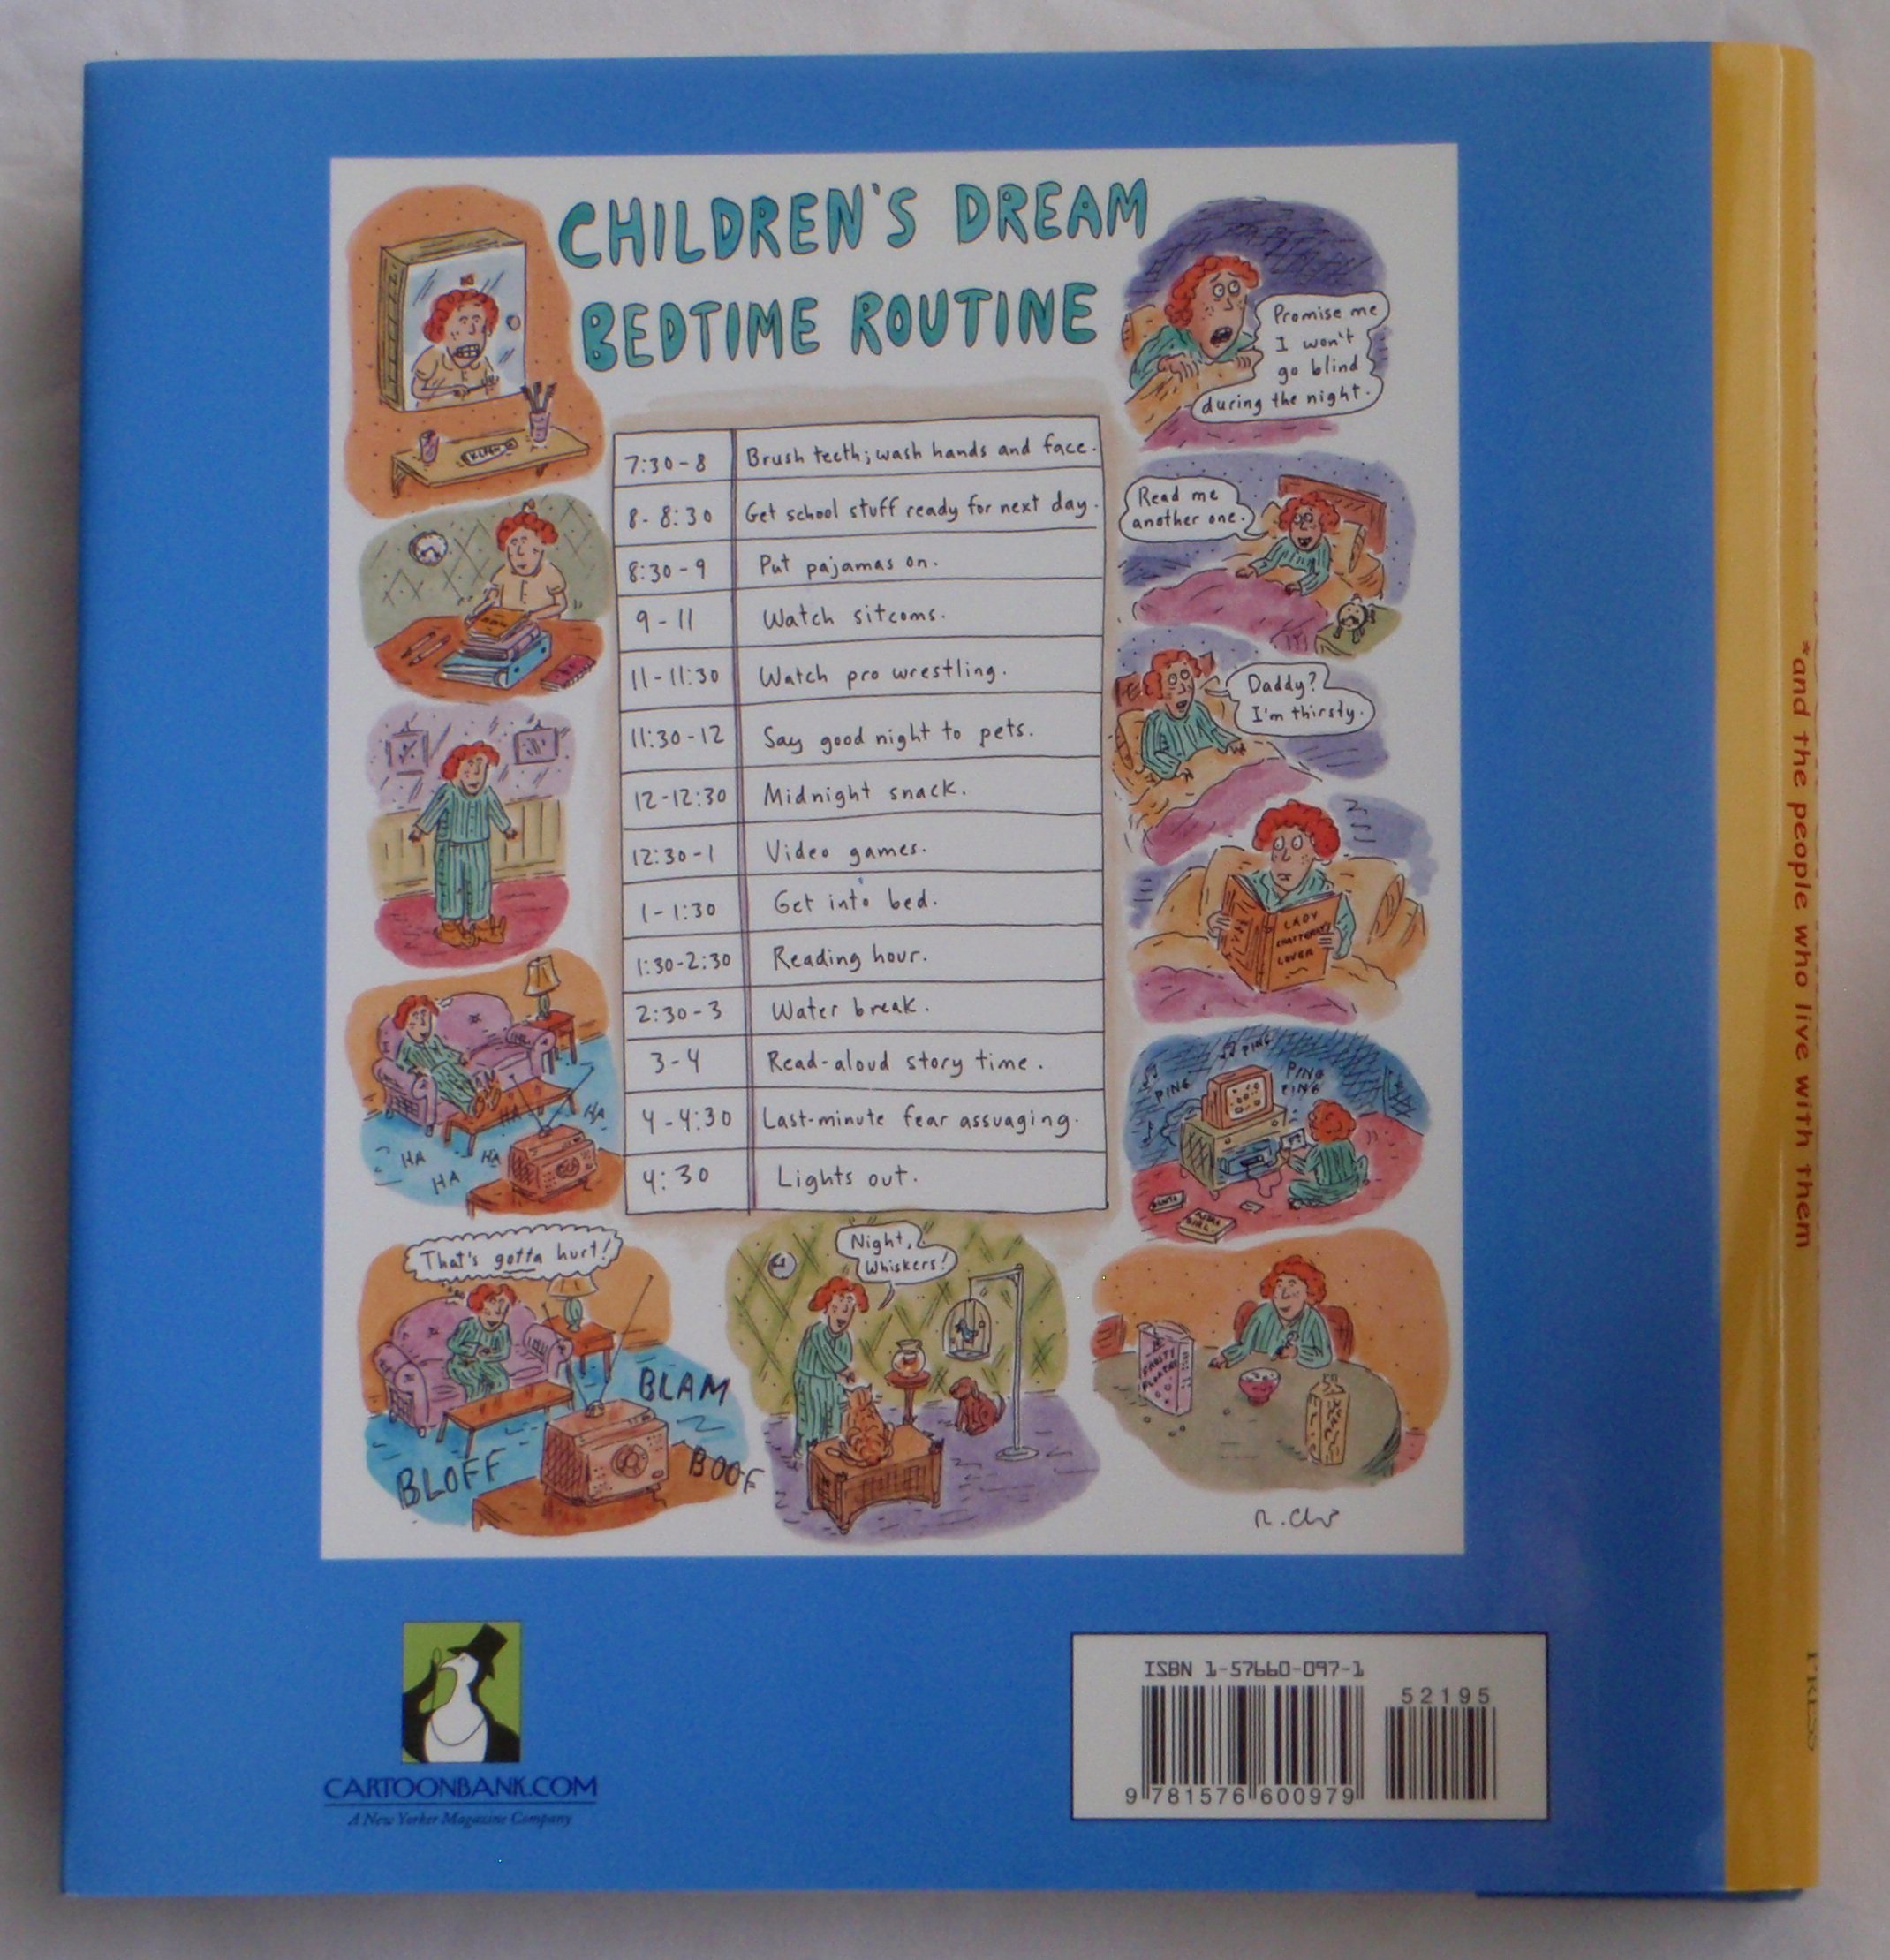 CHILDREN'S DREAM
BEDTIME ROUTINE
7:30-8 Brush teeth; wash hands and face.
8-8:30 Get school stuff ready for next day.
8:30-9 Put pajamas on.
9-11 Watch sitcoms.
11-11:30 Watch pro wrestling.
11:30-12 Say good night to pets.
12-12:30 Midnight snack.
12:30-1 Video games.
1-1:30 Get into bed.
1:30-2:30 Reading hour.
2:30-3 Water break.
3-4 Read-aloud story time.
4-4:30 Last-minute fear assuaging.
4:30 Lights out.
HA
HA
HA
HA
HA
That's gotta hurt!
BLAM
BLOFF
BOOF
Night,
Whiskers!
PING
PING
PING
PING
LADY
CHATTERLY'S
LOVER
Daddy?
I'm thirsty.
Read me
another one.
Promise me
I won't
go blind
during the night.
R. Ch
CARTOONBANK.COM
A New Yorker Magazine Company
ISBN 1-57660-097-1
52195
9 781576 600979
*and the people who live with them
PRESS